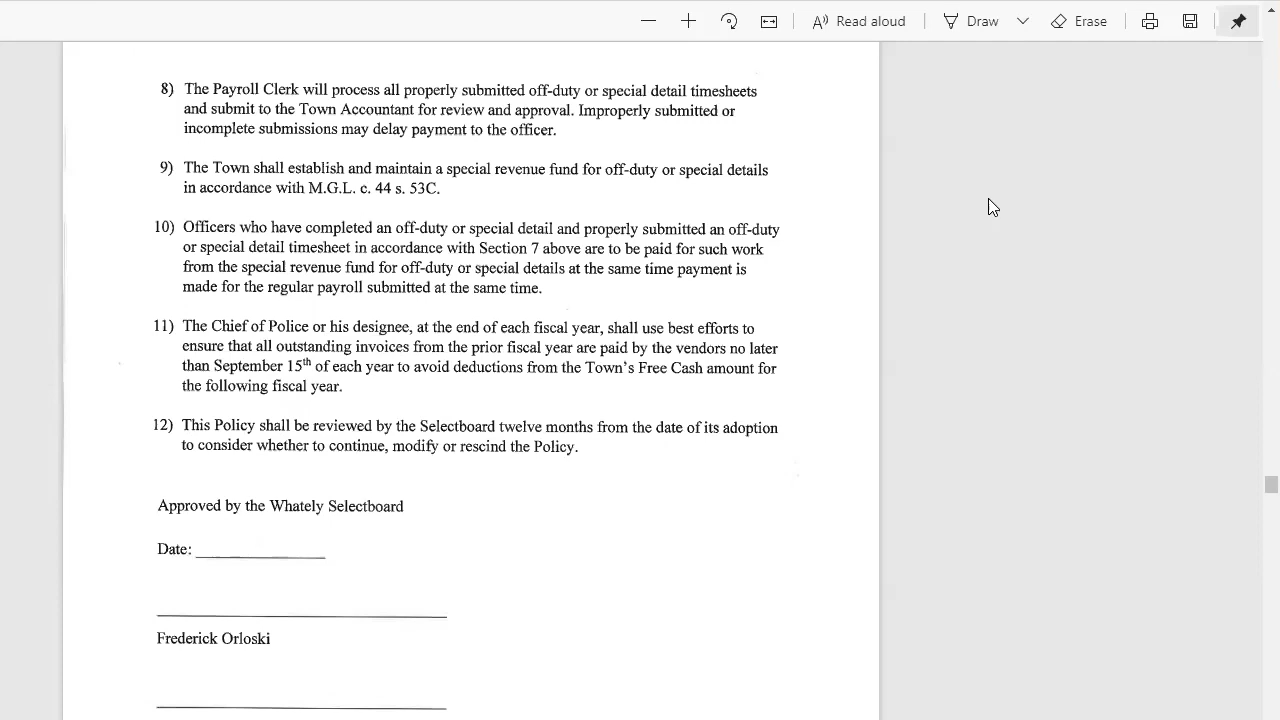 Read aloud
Draw
Erase
8) The Payroll Clerk will process all properly submitted off-duty or special detail timesheets
and submit to the Town Accountant for review and approval. Improperly submitted or
incomplete submissions may delay payment to the officer.
9) The Town shall establish and maintain a special revenue fund for off-duty or special details
in accordance with M.G.L. c. 44 s. 53C.
10) Officers who have completed an off-duty or special detail and properly submitted an off-duty
or special detail timesheet in accordance with Section 7 above are to be paid for such work
from the special revenue fund for off-duty or special details at the same time payment is
made for the regular payroll submitted at the same time.
11) The Chief of Police or his designee, at the end of each fiscal year, shall use best efforts to
ensure that all outstanding invoices from the prior fiscal year are paid by the vendors no later
than September 15th of each year to avoid deductions from the Town's Free Cash amount for
the following fiscal year.
12) This Policy shall be reviewed by the Selectboard twelve months from the date of its adoption
to consider whether to continue, modify or rescind the Policy.
Approved by the Whately Selectboard
Date:
Frederick Orloski